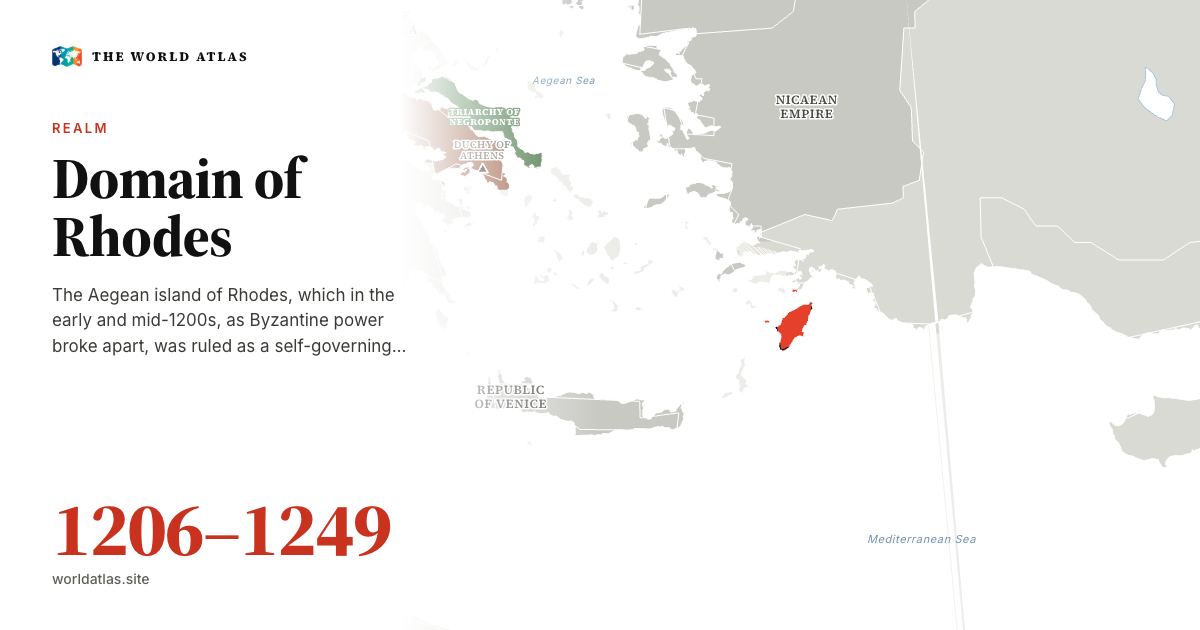 THE WORLD ATLAS
REALM
Domain of
Rhodes
The Aegean island of Rhodes, which in the
early and mid-1200s, as Byzantine power
broke apart, was ruled as a self-governing...
1206–1249
worldatlas.site
Aegean Sea
TRIARCHY OF
NEGROPONTE
DUCHY OF
ATHENS
NICAEAN
EMPIRE
REPUBLIC
OF VENICE
Mediterranean Sea